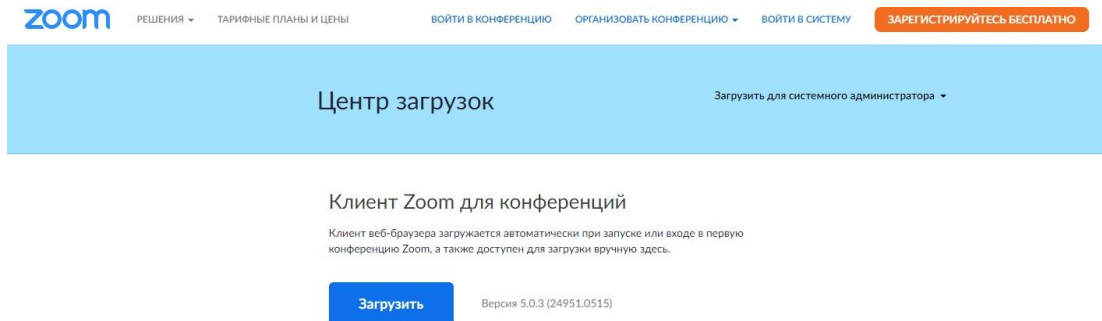 zoom РЕШЕНИЯ ТАРИФНЫЕ ПЛАНЫ И ЦЕНЫ ВОЙТИ В КОНФЕРЕНЦИЮ ОРГАНИЗОВАТЬ КОНФЕРЕНЦИЮ ВОЙТИ В СИСТЕМУ ЗАРЕГИСТРИРУЙТЕСЬ БЕСПЛАТНО
Центр загрузок Загрузить для системного администратора
Клиент Zoom для конференций
Клиент веб-браузера загружается автоматически при запуске или входе в первую
конференцию Zoom, а также доступен для загрузки вручную здесь.
Загрузить Версия 5.0.3 (24951.0515)